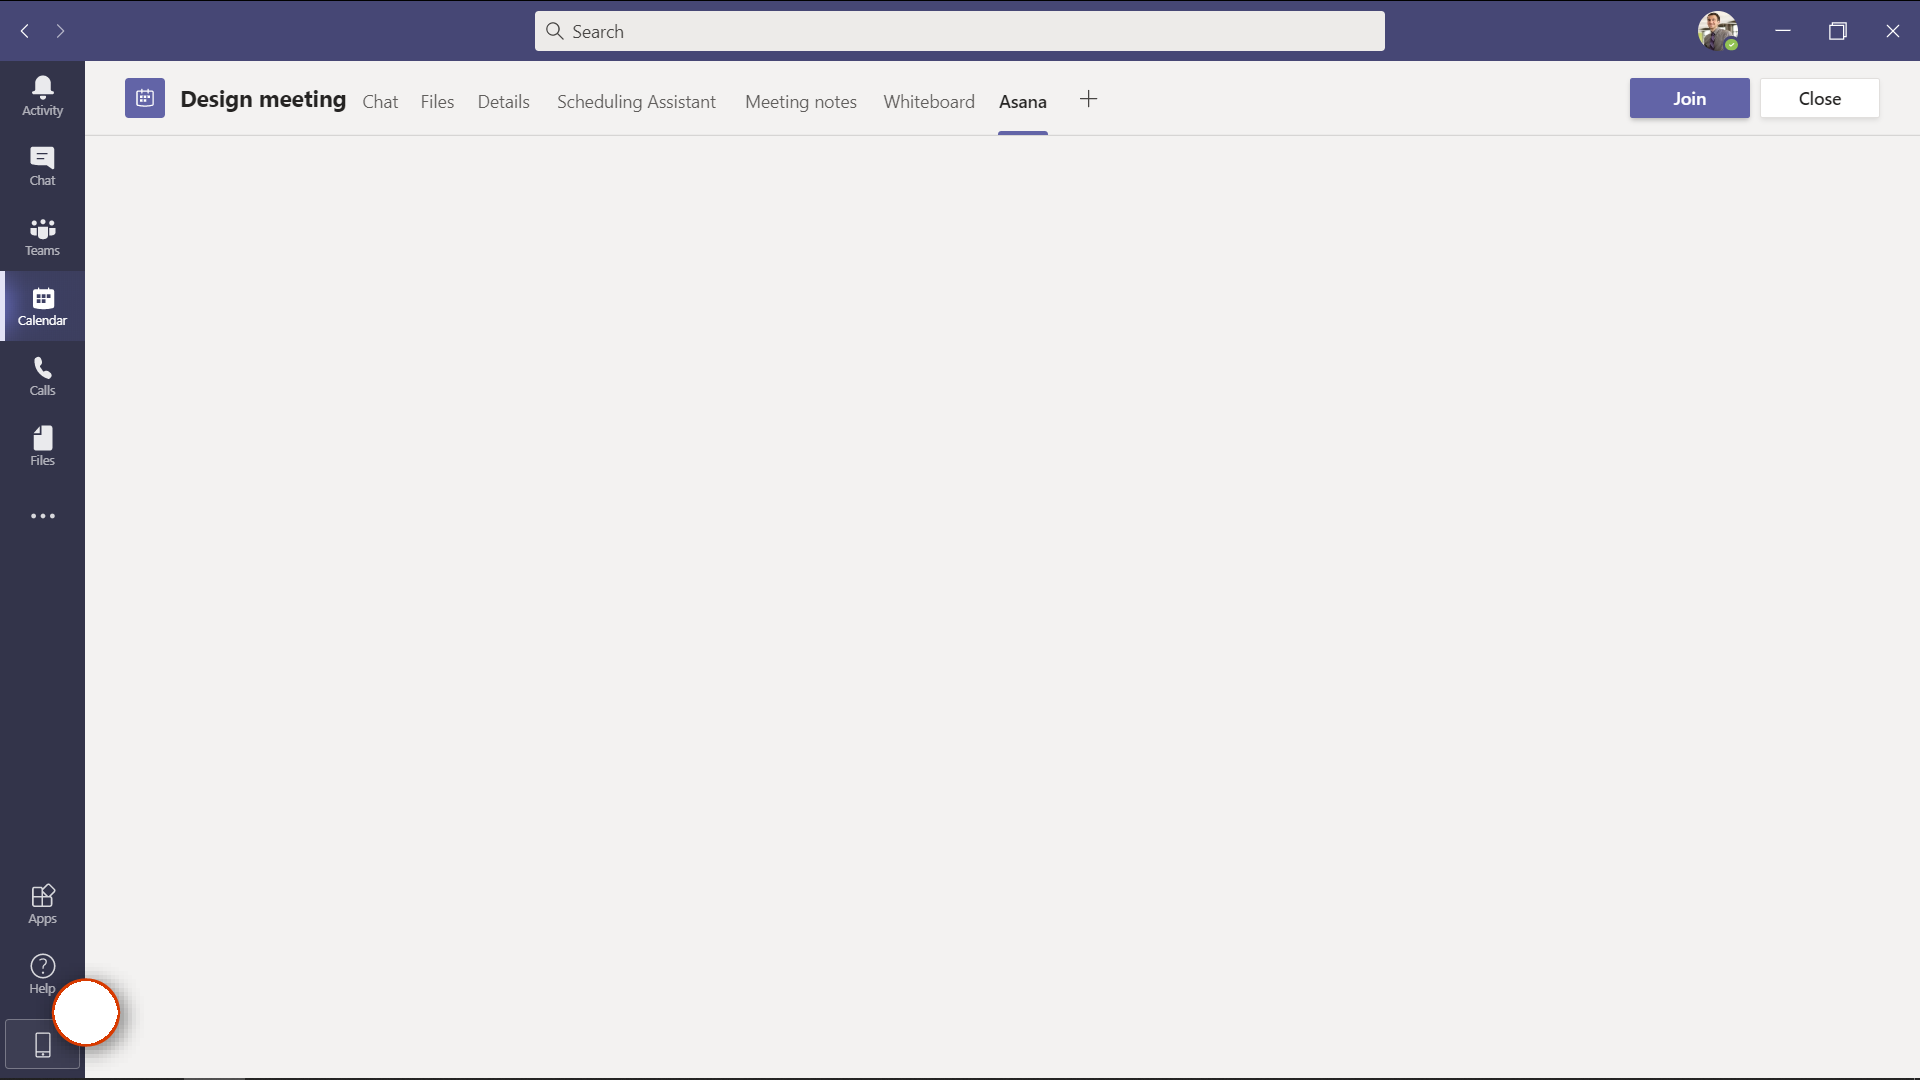 Search
Activity
Chat
Teams
Calendar
Calls
Files
Apps
Help
Design meeting Chat Files Details Scheduling Assistant Meeting notes Whiteboard Asana Join Close